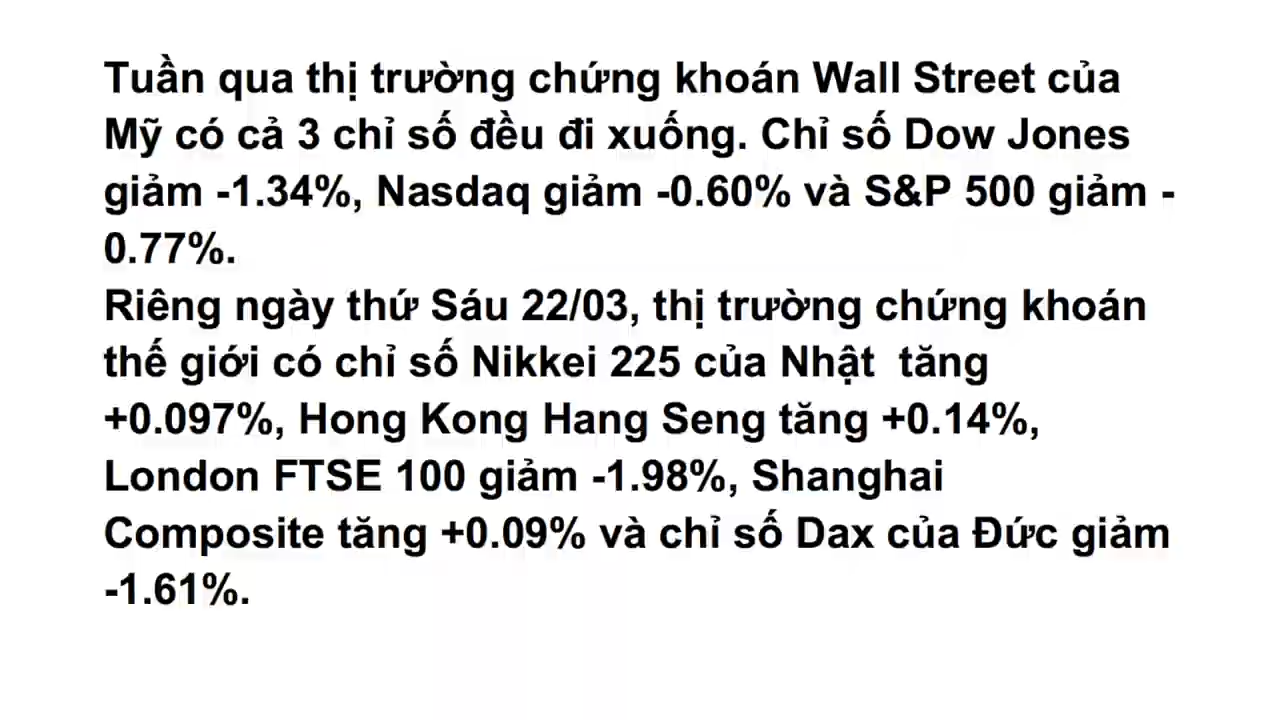 Tuần qua thị trường chứng khoán Wall Street của
Mỹ có cả 3 chỉ số đều đi xuống. Chỉ số Dow Jones
giảm -1.34%, Nasdaq giảm -0.60% và S&P 500 giảm -
0.77%.
Riêng ngày thứ Sáu 22/03, thị trường chứng khoán
thế giới có chỉ số Nikkei 225 của Nhật  tăng
+0.097%, Hong Kong Hang Seng tăng +0.14%,
London FTSE 100 giảm -1.98%, Shanghai
Composite tăng +0.09% và chỉ số Dax của Đức giảm
-1.61%.